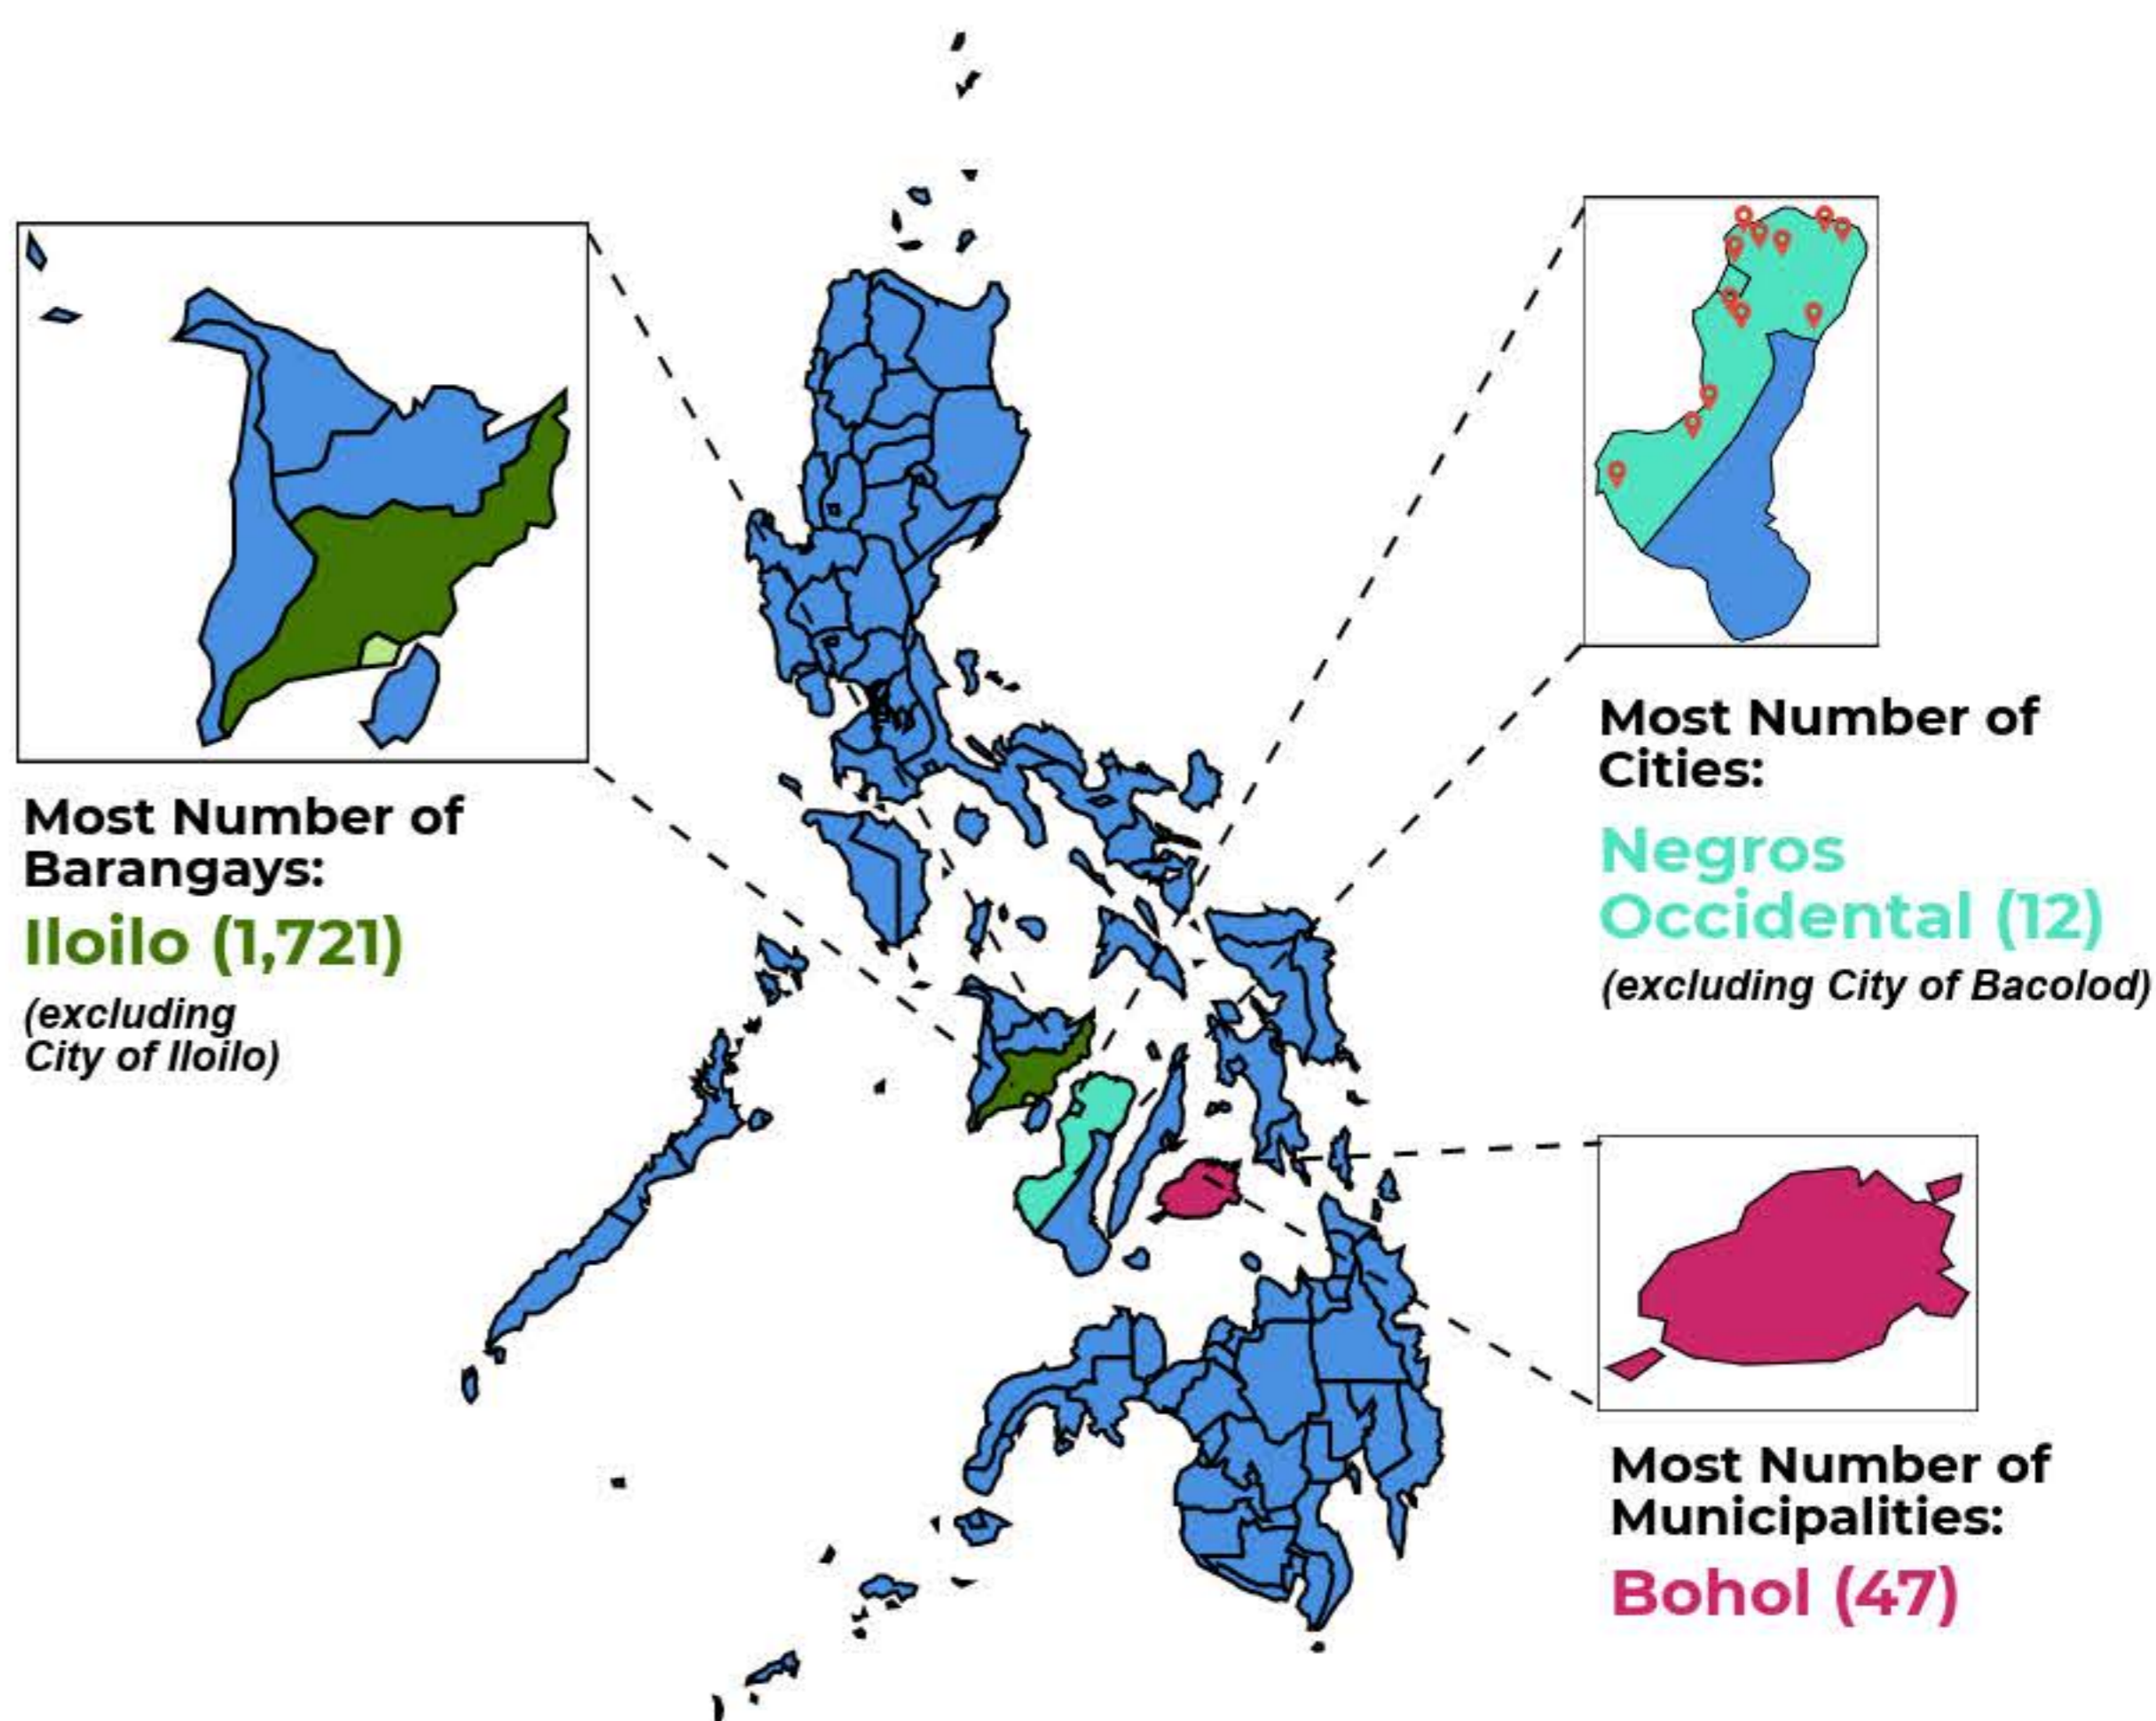 Most Number of
Barangays:
Iloilo (1,721)
(excluding
City of Iloilo)
Most Number of
Cities:
Negros
Occidental (12)
(excluding City of Bacolod)
Most Number of
Municipalities:
Bohol (47)